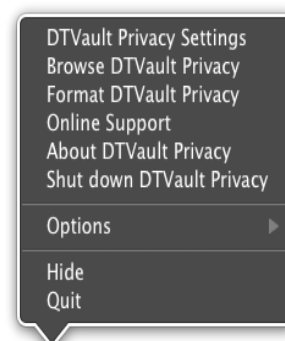 DTVault Privacy Settings
Browse DTVault Privacy
Format DTVault Privacy
Online Support
About DTVault Privacy
Shut down DTVault Privacy
Options
Hide
Quit